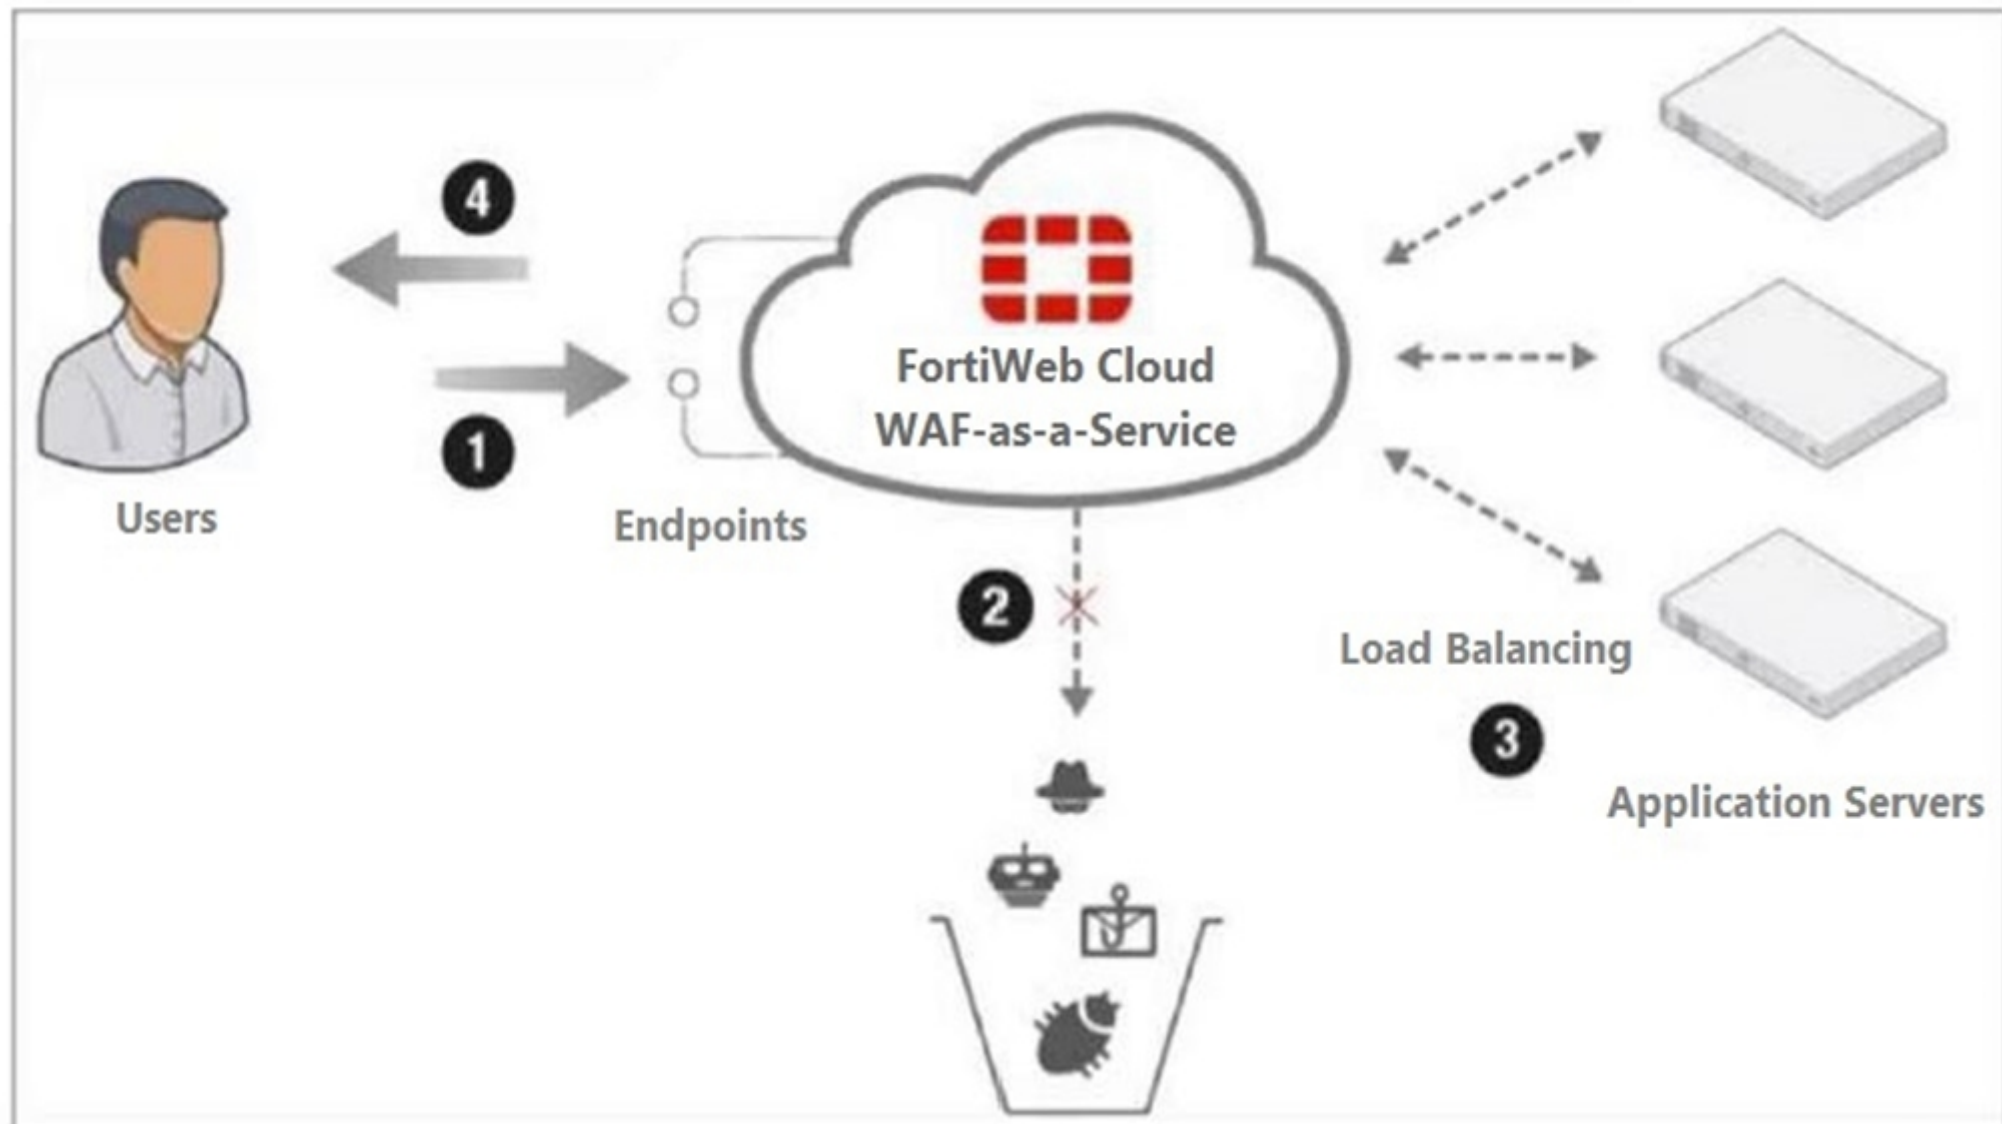 4
FortiWeb Cloud
WAF-as-a-Service
1
Users
Endpoints
2
Load Balancing
3
Application Servers